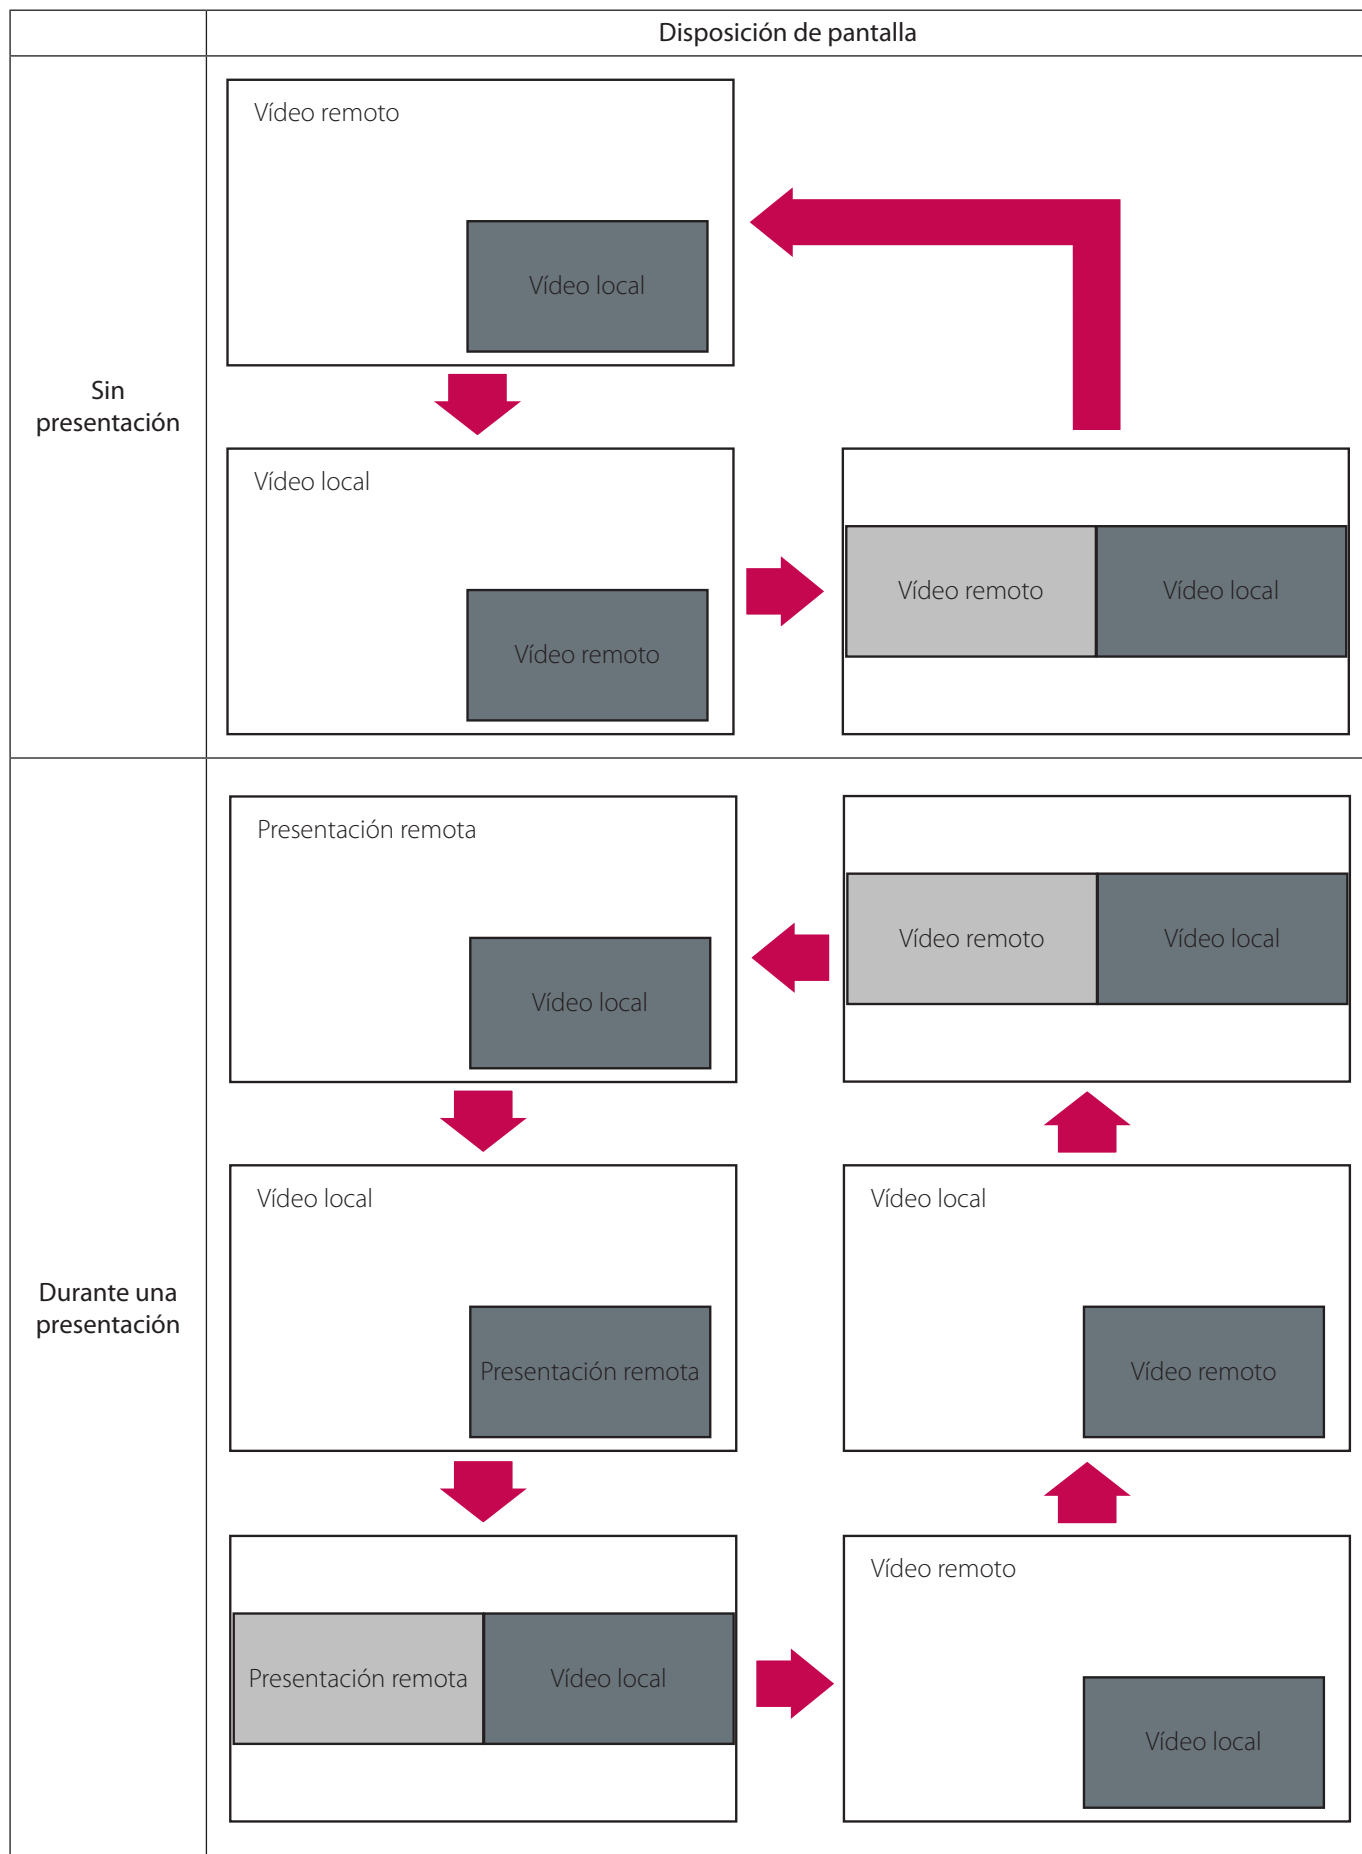 Disposición de pantalla
Sin
presentación
Vídeo remoto
Vídeo local
Vídeo local
Vídeo remoto
Vídeo remoto
Vídeo local
Durante una
presentación
Presentación remota
Vídeo local
Vídeo remoto
Vídeo local
Vídeo local
Presentación remota
Vídeo local
Vídeo remoto
Presentación remota
Vídeo local
Vídeo remoto
Vídeo local